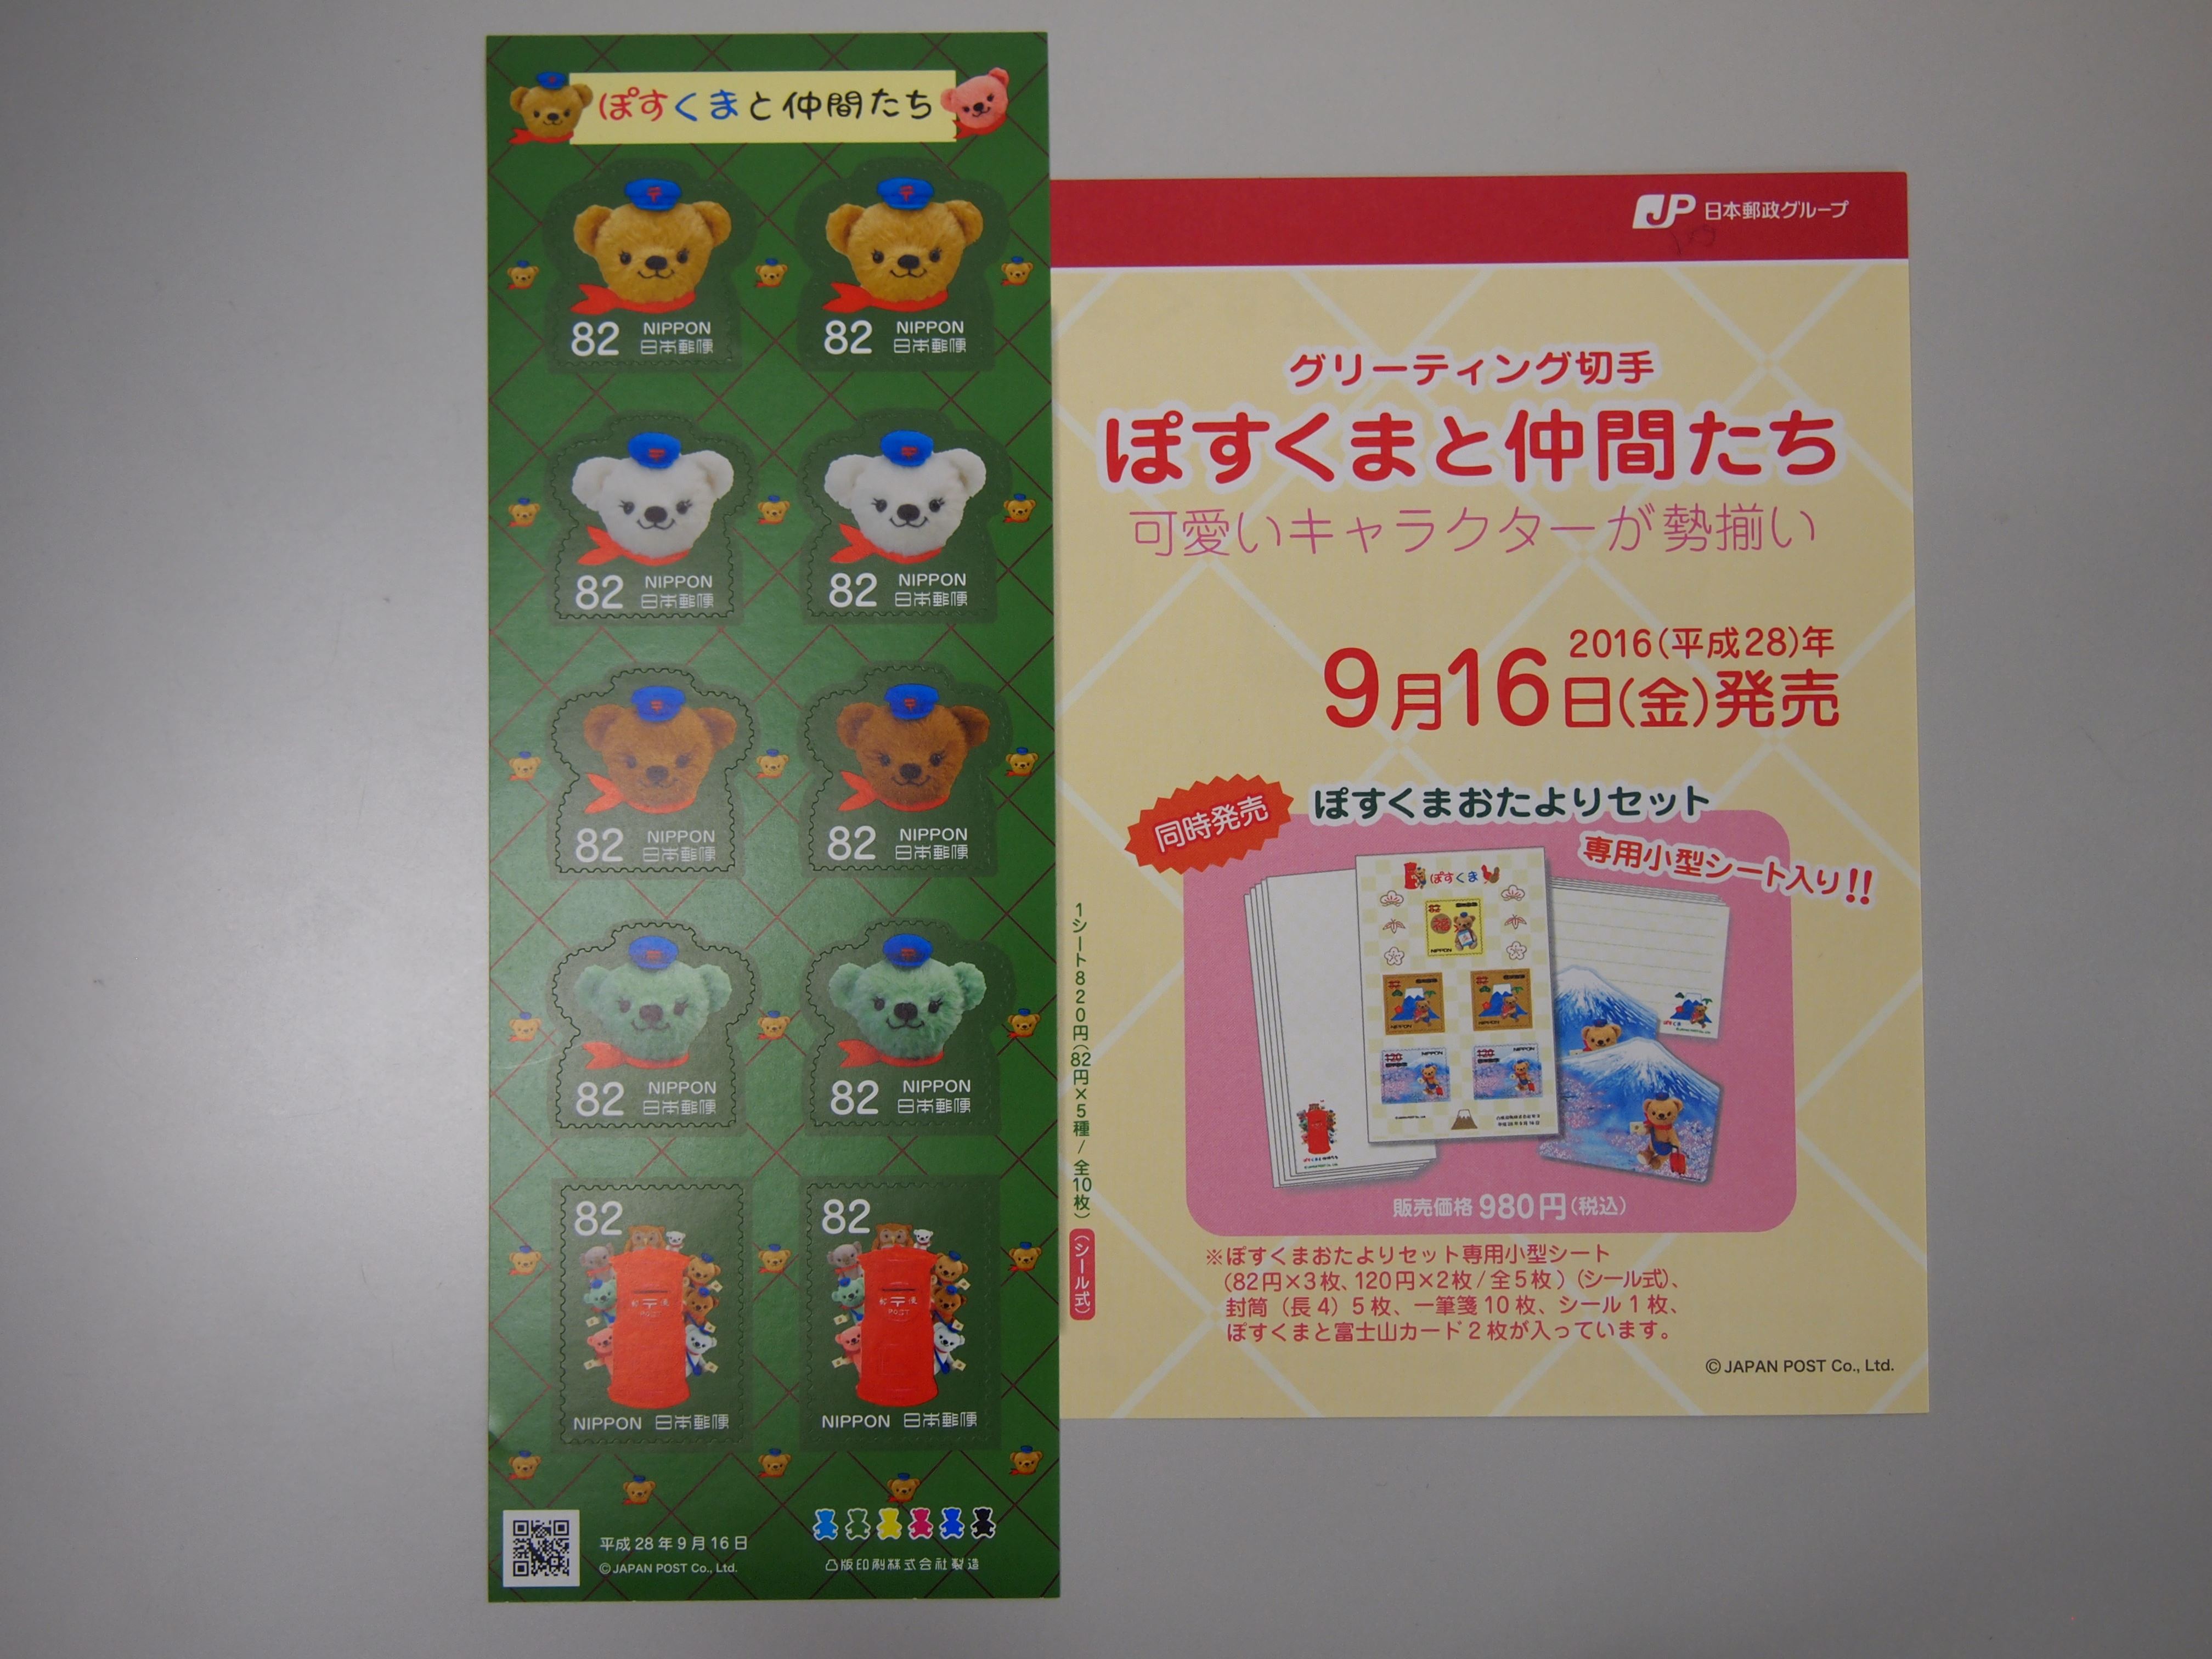 ぽすくまと仲間たち
82 NIPPON 日本郵便
82 NIPPON 日本郵便
82 NIPPON 日本郵便
82 NIPPON 日本郵便
82 NIPPON 日本郵便
82 NIPPON 日本郵便
82 NIPPON 日本郵便
82 NIPPON 日本郵便
82
〒
POST
NIPPON 日本郵便
82
〒
POST
NIPPON 日本郵便
平成28年9月16日
©JAPAN POST Co., Ltd.
凸版印刷株式会社製造
JP 日本郵政グループ
グリーティング切手
ぽすくまと仲間たち
可愛いキャラクターが勢揃い
2016(平成28)年
9月16日(金)発売
同時発売
ぽすくまおたよりセット
専用小型シート入り!!
ぽすくま
NIPPON
NIPPON
NIPPON
120 NIPPON
120 NIPPON
販売価格 980円(税込)
※ぽすくまおたよりセット専用小型シート
(82円×3枚、120円×2枚/全5枚)(シール式)、
封筒(長4)5枚、一筆箋10枚、シール1枚、
ぽすくまと富士山カード2枚が入っています。
©JAPAN POST Co., Ltd.
1シート820円(82円×5種/全10枚)
(シール式)